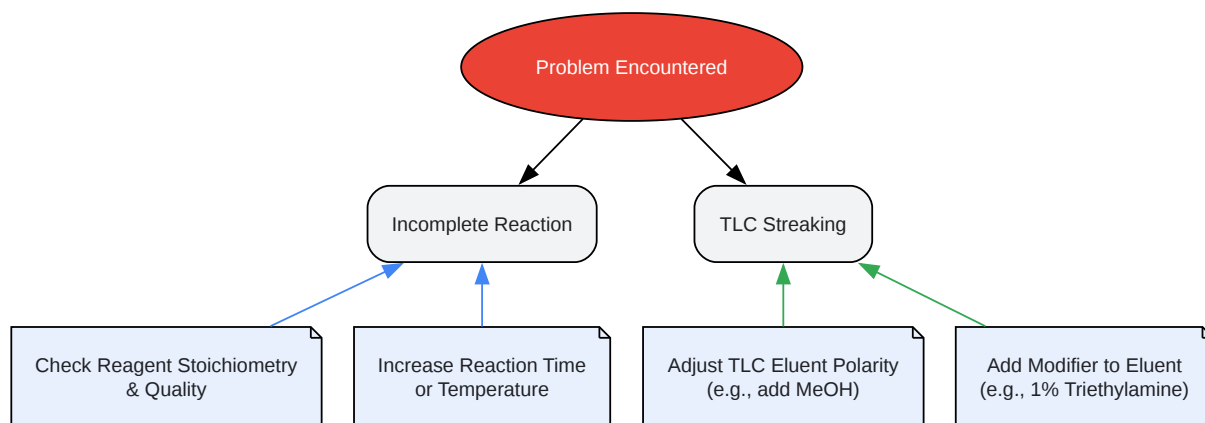 Problem Encountered
Incomplete Reaction
TLC Streaking
Check Reagent Stoichiometry
& Quality
Increase Reaction Time
or Temperature
Adjust TLC Eluent Polarity
(e.g., add MeOH)
Add Modifier to Eluent
(e.g., 1% Triethylamine)